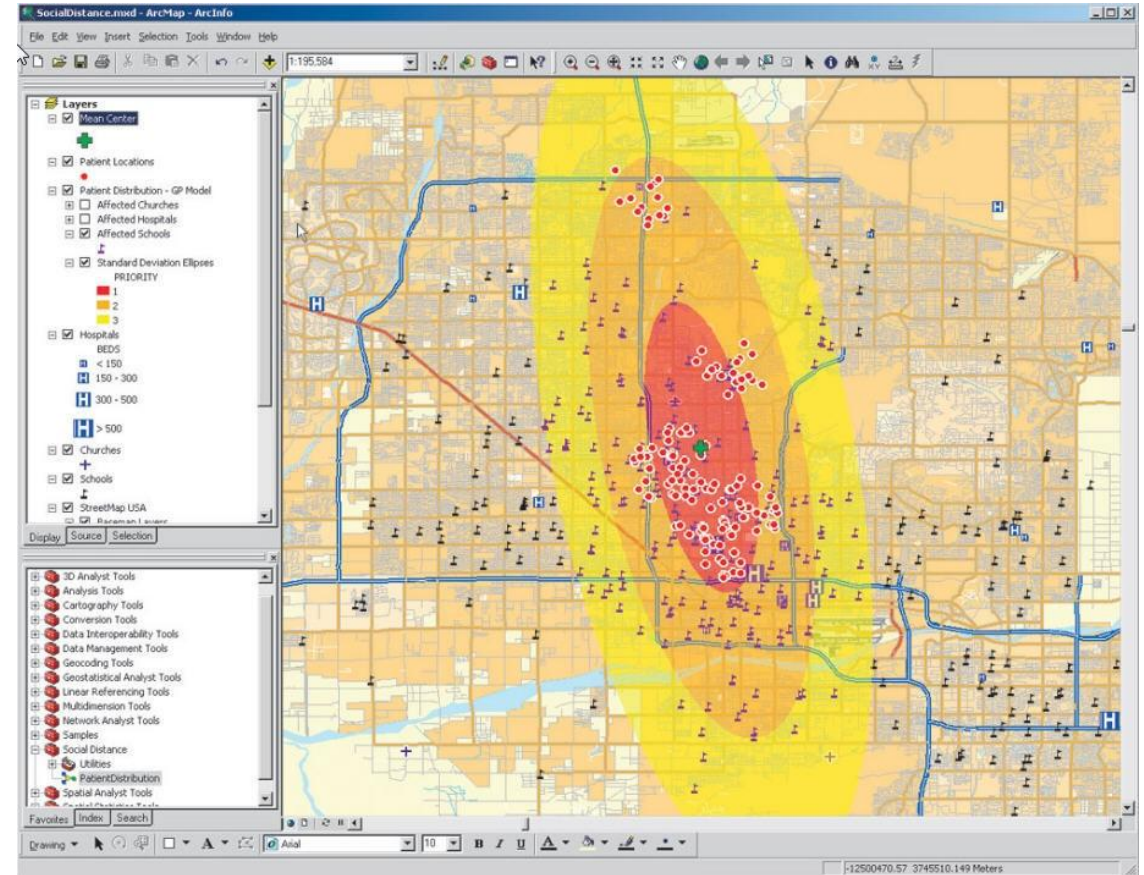 SocialDistance.mxd - ArcMap - ArcInfo
File Edit View Insert Selection Tools Window Help
1:195,584
Layers
Mean Center
Patient Locations
Patient Distribution - GP Model
Affected Churches
Affected Hospitals
Affected Schools
Standard Deviation Ellipses
PRIORITY
1
2
3
Hospitals
BEDS
H < 150
H 150 - 300
H 300 - 500
H > 500
Churches
Schools
StreetMap USA
Basemap Layers
Display Source Selection
3D Analyst Tools
Analysis Tools
Cartography Tools
Conversion Tools
Data Interoperability Tools
Data Management Tools
Geocoding Tools
Geostatistical Analyst Tools
Linear Referencing Tools
Multidimension Tools
Network Analyst Tools
Samples
Social Distance
Utilities
PatientDistribution
Spatial Analyst Tools
Spatial Statistics Tools
Favorites Index Search
Drawing A Arial 10 B I U A
-12500470.57 3745510.149 Meters